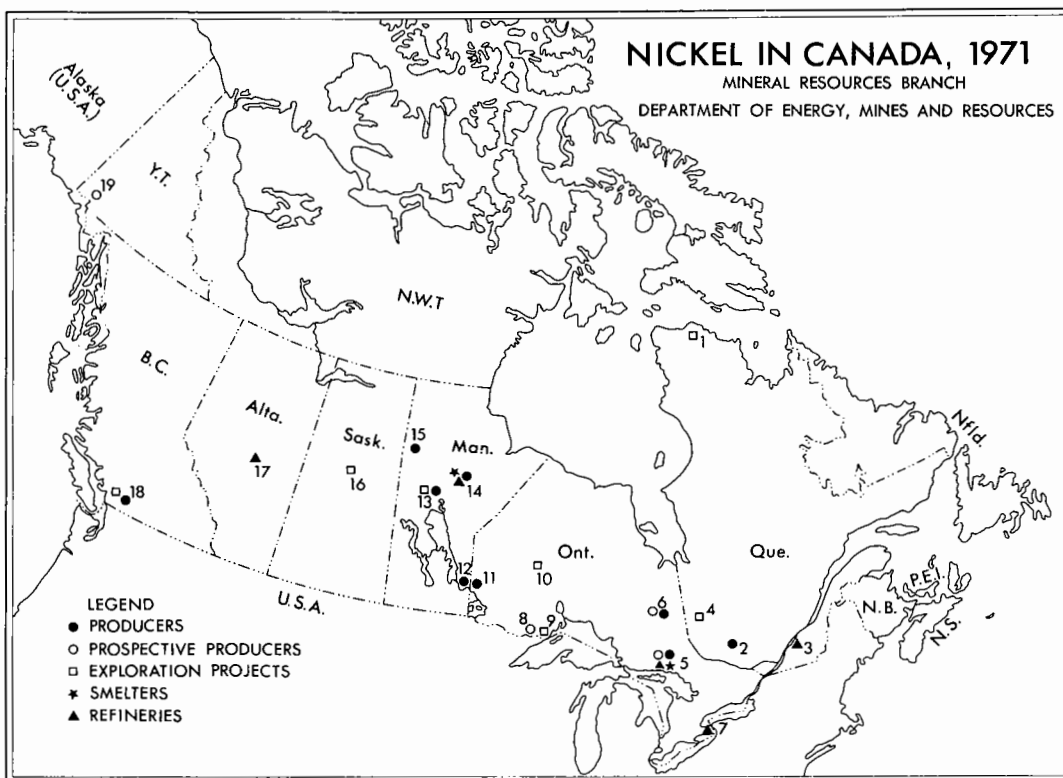 NICKEL IN CANADA, 1971
MINERAL RESOURCES BRANCH
DEPARTMENT OF ENERGY, MINES AND RESOURCES
Alaska
(U.S.A.)
Y.T.
19
N.W.T
1
B.C.
Alta.
Sask.
Man.
Nfld.
15
17
16
14
13
18
Ont.
Que.
10
12
11
6
4
P.E.I.
N.B.
N.S.
U.S.A.
8
9
5
2
3
7
LEGEND
● PRODUCERS
○ PROSPECTIVE PRODUCERS
□ EXPLORATION PROJECTS
★ SMELTERS
▲ REFINERIES